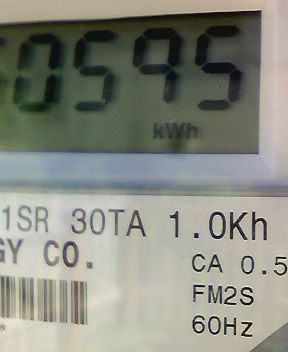 0595
kWh
1SR 30TA 1.0Kh
GY CO.
CA 0.5
FM2S
60Hz